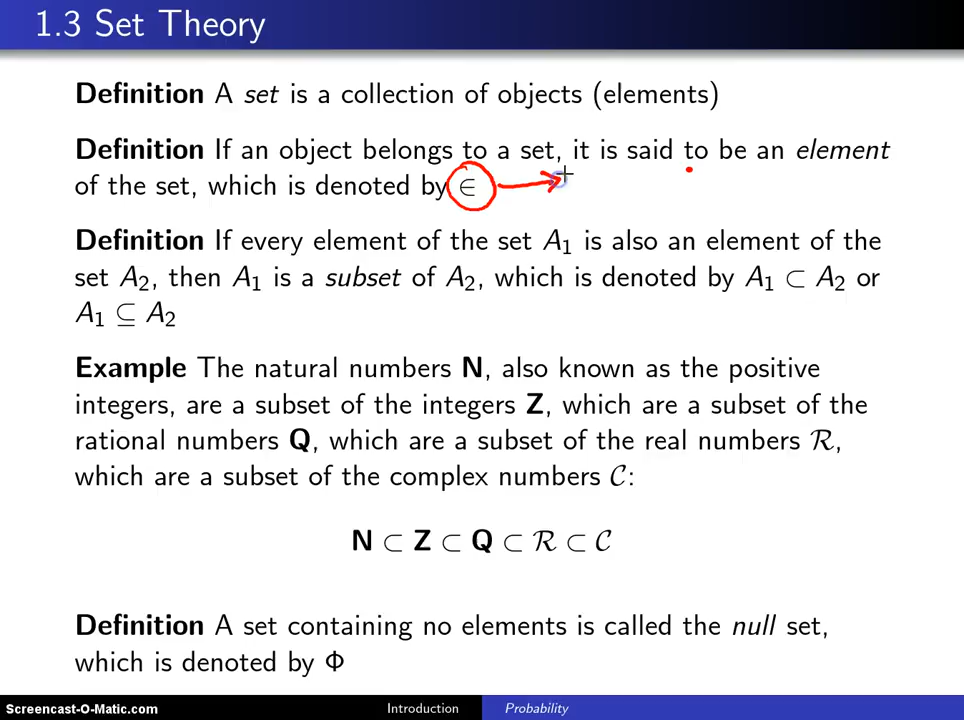 1.3 Set Theory
Definition A set is a collection of objects (elements)
Definition If an object belongs to a set, it is said to be an element
of the set, which is denoted by ∈
Definition If every element of the set A₁ is also an element of the
set A₂, then A₁ is a subset of A₂, which is denoted by A₁ ⊂ A₂ or
A₁ ⊆ A₂
Example The natural numbers N, also known as the positive
integers, are a subset of the integers Z, which are a subset of the
rational numbers Q, which are a subset of the real numbers ℛ,
which are a subset of the complex numbers 𝒞:
N ⊂ Z ⊂ Q ⊂ ℛ ⊂ 𝒞
Definition A set containing no elements is called the null set,
which is denoted by Φ
Screencast-O-Matic.com Introduction Probability